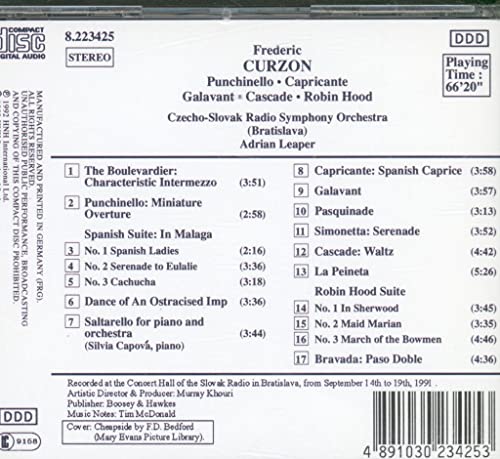 COMPACT
disc
DIGITAL AUDIO
8.223425
STEREO
Frederic
CURZON
Punchinello • Capricante
Galavant • Cascade • Robin Hood
Czecho-Slovak Radio Symphony Orchestra
(Bratislava)
Adrian Leaper
DDD
Playing
Time :
66'20"
1 The Boulevardier:
Characteristic Intermezzo (3:51)
2 Punchinello: Miniature
Overture (2:58)
Spanish Suite: In Malaga
3 No. 1 Spanish Ladies (2:16)
4 No. 2 Serenade to Eulalie (3:36)
5 No. 3 Cachucha (3:18)
6 Dance of An Ostracised Imp (3:36)
7 Saltarello for piano and
orchestra (3:44)
(Silvia Capová, piano)
8 Capricante: Spanish Caprice (3:58)
9 Galavant (3:57)
10 Pasquinade (3:13)
11 Simonetta: Serenade (3:52)
12 Cascade: Waltz (4:42)
13 La Peineta (5:26)
Robin Hood Suite
14 No. 1 In Sherwood (3:45)
15 No. 2 Maid Marian (3:38)
16 No. 3 March of the Bowmen (4:46)
17 Bravada: Paso Doble (4:36)
MANUFACTURED AND PRINTED IN GERMANY (FRG).
ALL RIGHTS RESERVED.
UNAUTHORISED PUBLIC PERFORMANCE, BROADCASTING
AND COPYING OF THE COMPACT DISC PROHIBITED.
1992 HNH International Ltd.
Recorded at the Concert Hall of the Slovak Radio in Bratislava, from September 14th to 19th, 1991.
Artistic Director & Producer: Murray Khouri
Publisher: Boosey & Hawkes
Music Notes: Tim McDonald
Cover: Cheapside by F.D. Bedford
(Mary Evans Picture Library).
DDD
9168
4 891030 234253